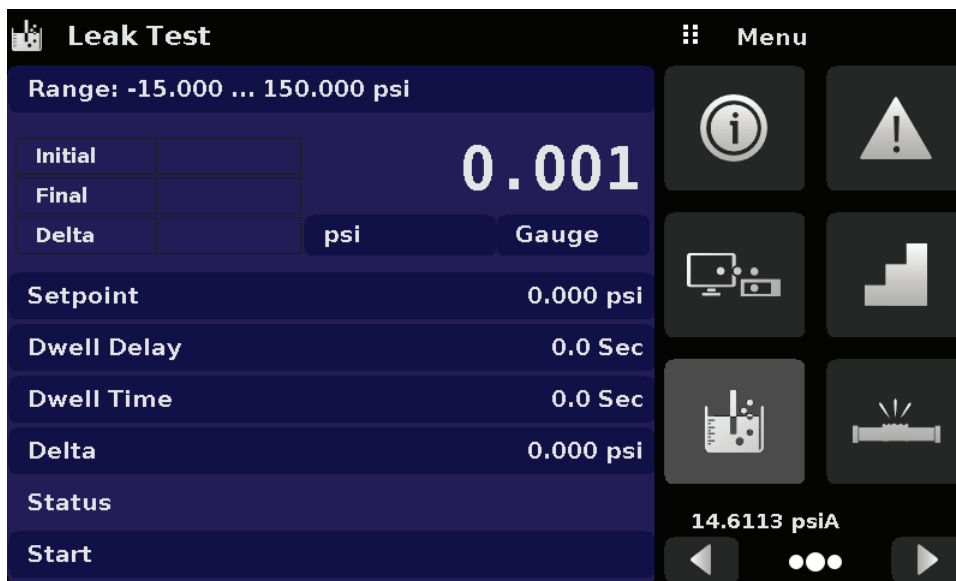 Leak Test
Menu
Range: -15.000 ... 150.000 psi
Initial
0.001
Final
Delta
psi
Gauge
Setpoint
0.000 psi
Dwell Delay
0.0 Sec
Dwell Time
0.0 Sec
Delta
0.000 psi
Status
Start
14.6113 psiA